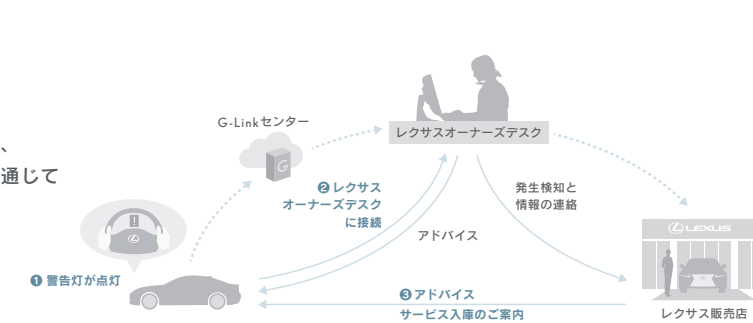 、
通じて
G-Linkセンター
G
レクサスオーナーズデスク
❷レクサス
オーナーズデスク
に接続
発生検知と
情報の連絡
アドバイス
LEXUS
❶ 警告灯が点灯
❸アドバイス
サービス入庫のご案内
レクサス販売店